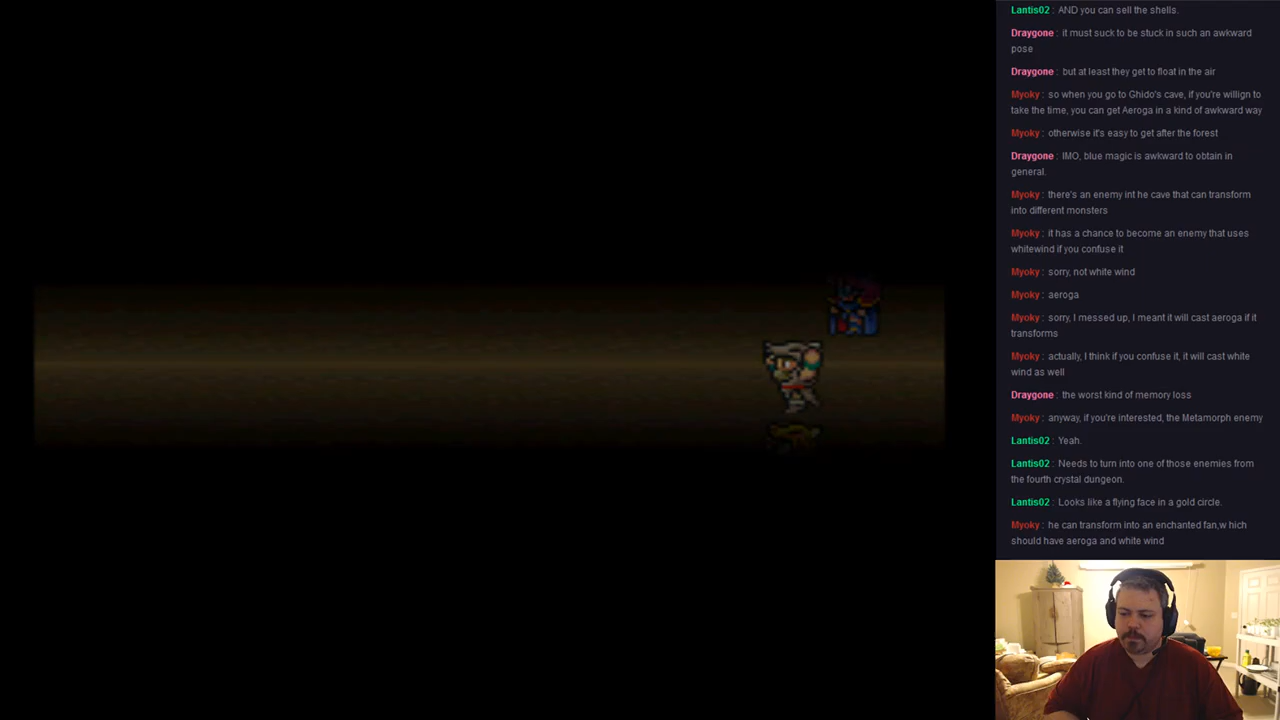 Lantis02 : AND you can sell the shells.
Draygone : it must suck to be stuck in such an awkward
pose
Draygone : but at least they get to float in the air
Myoky : so when you go to Ghido's cave, if you're willign to
take the time, you can get Aeroga in a kind of awkward way
Myoky : otherwise it's easy to get after the forest
Draygone : IMO, blue magic is awkward to obtain in
general.
Myoky : there's an enemy int he cave that can transform
into different monsters
Myoky : it has a chance to become an enemy that uses
whitewind if you confuse it
Myoky : sorry, not white wind
Myoky : aeroga
Myoky : sorry, I messed up, I meant it will cast aeroga if it
transforms
Myoky : actually, I think if you confuse it, it will cast white
wind as well
Draygone : the worst kind of memory loss
Myoky : anyway, if you're interested, the Metamorph enemy
Lantis02 : Yeah.
Lantis02 : Needs to turn into one of those enemies from
the fourth crystal dungeon.
Lantis02 : Looks like a flying face in a gold circle.
Myoky : he can transform into an enchanted fan,w hich
should have aeroga and white wind